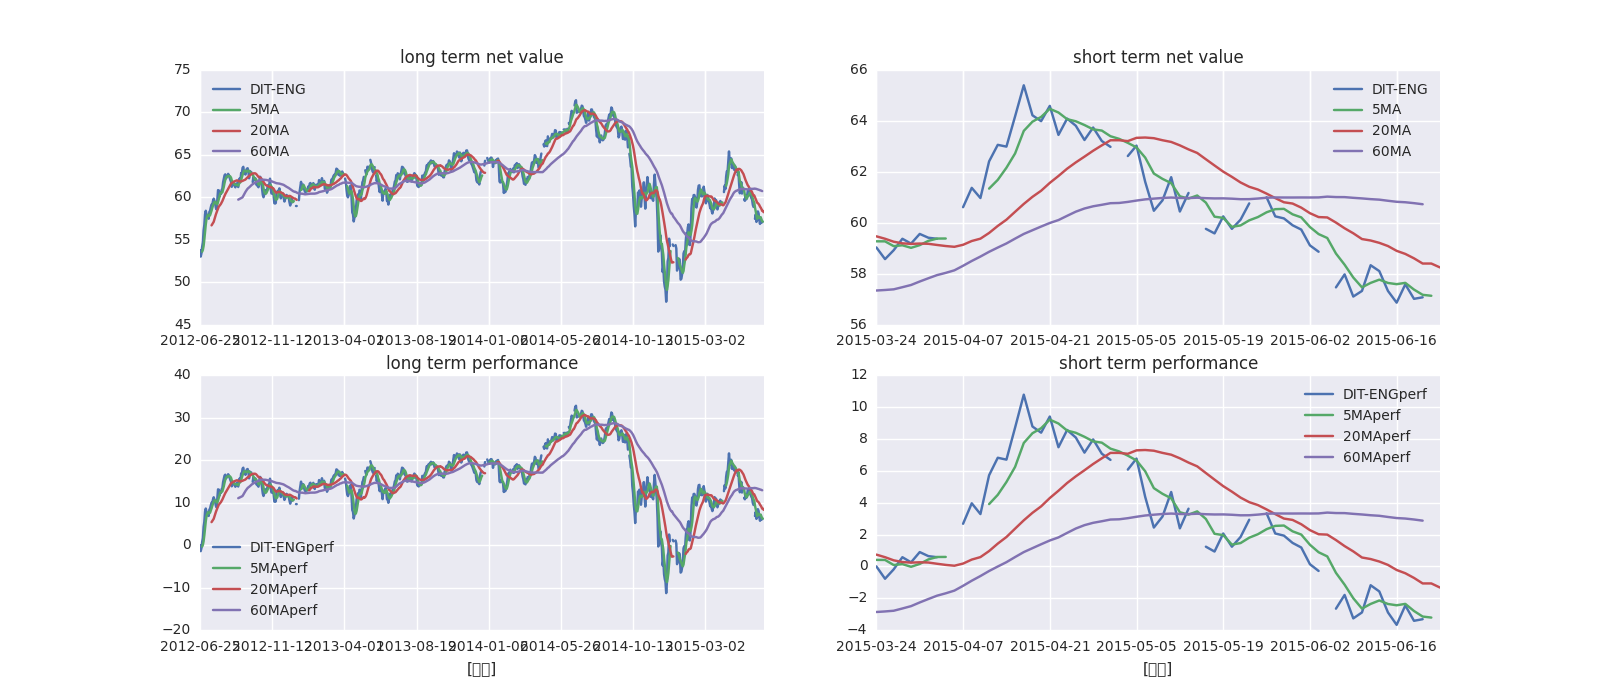 long term net value
75
70
65
60
55
50
45
DIT-ENG
5MA
20MA
60MA
2012-06-25 2012-11-12 2013-04-01 2013-08-19 2014-01-06 2014-05-26 2014-10-13 2015-03-02
short term net value
66
64
62
60
58
56
DIT-ENG
5MA
20MA
60MA
2015-03-24 2015-04-07 2015-04-21 2015-05-05 2015-05-19 2015-06-02 2015-06-16
long term performance
40
30
20
10
0
−10
−20
DIT-ENGperf
5MAperf
20MAperf
60MAperf
2012-06-25 2012-11-12 2013-04-01 2013-08-19 2014-01-06 2014-05-26 2014-10-13 2015-03-02
short term performance
12
10
8
6
4
2
0
−2
−4
DIT-ENGperf
5MAperf
20MAperf
60MAperf
2015-03-24 2015-04-07 2015-04-21 2015-05-05 2015-05-19 2015-06-02 2015-06-16